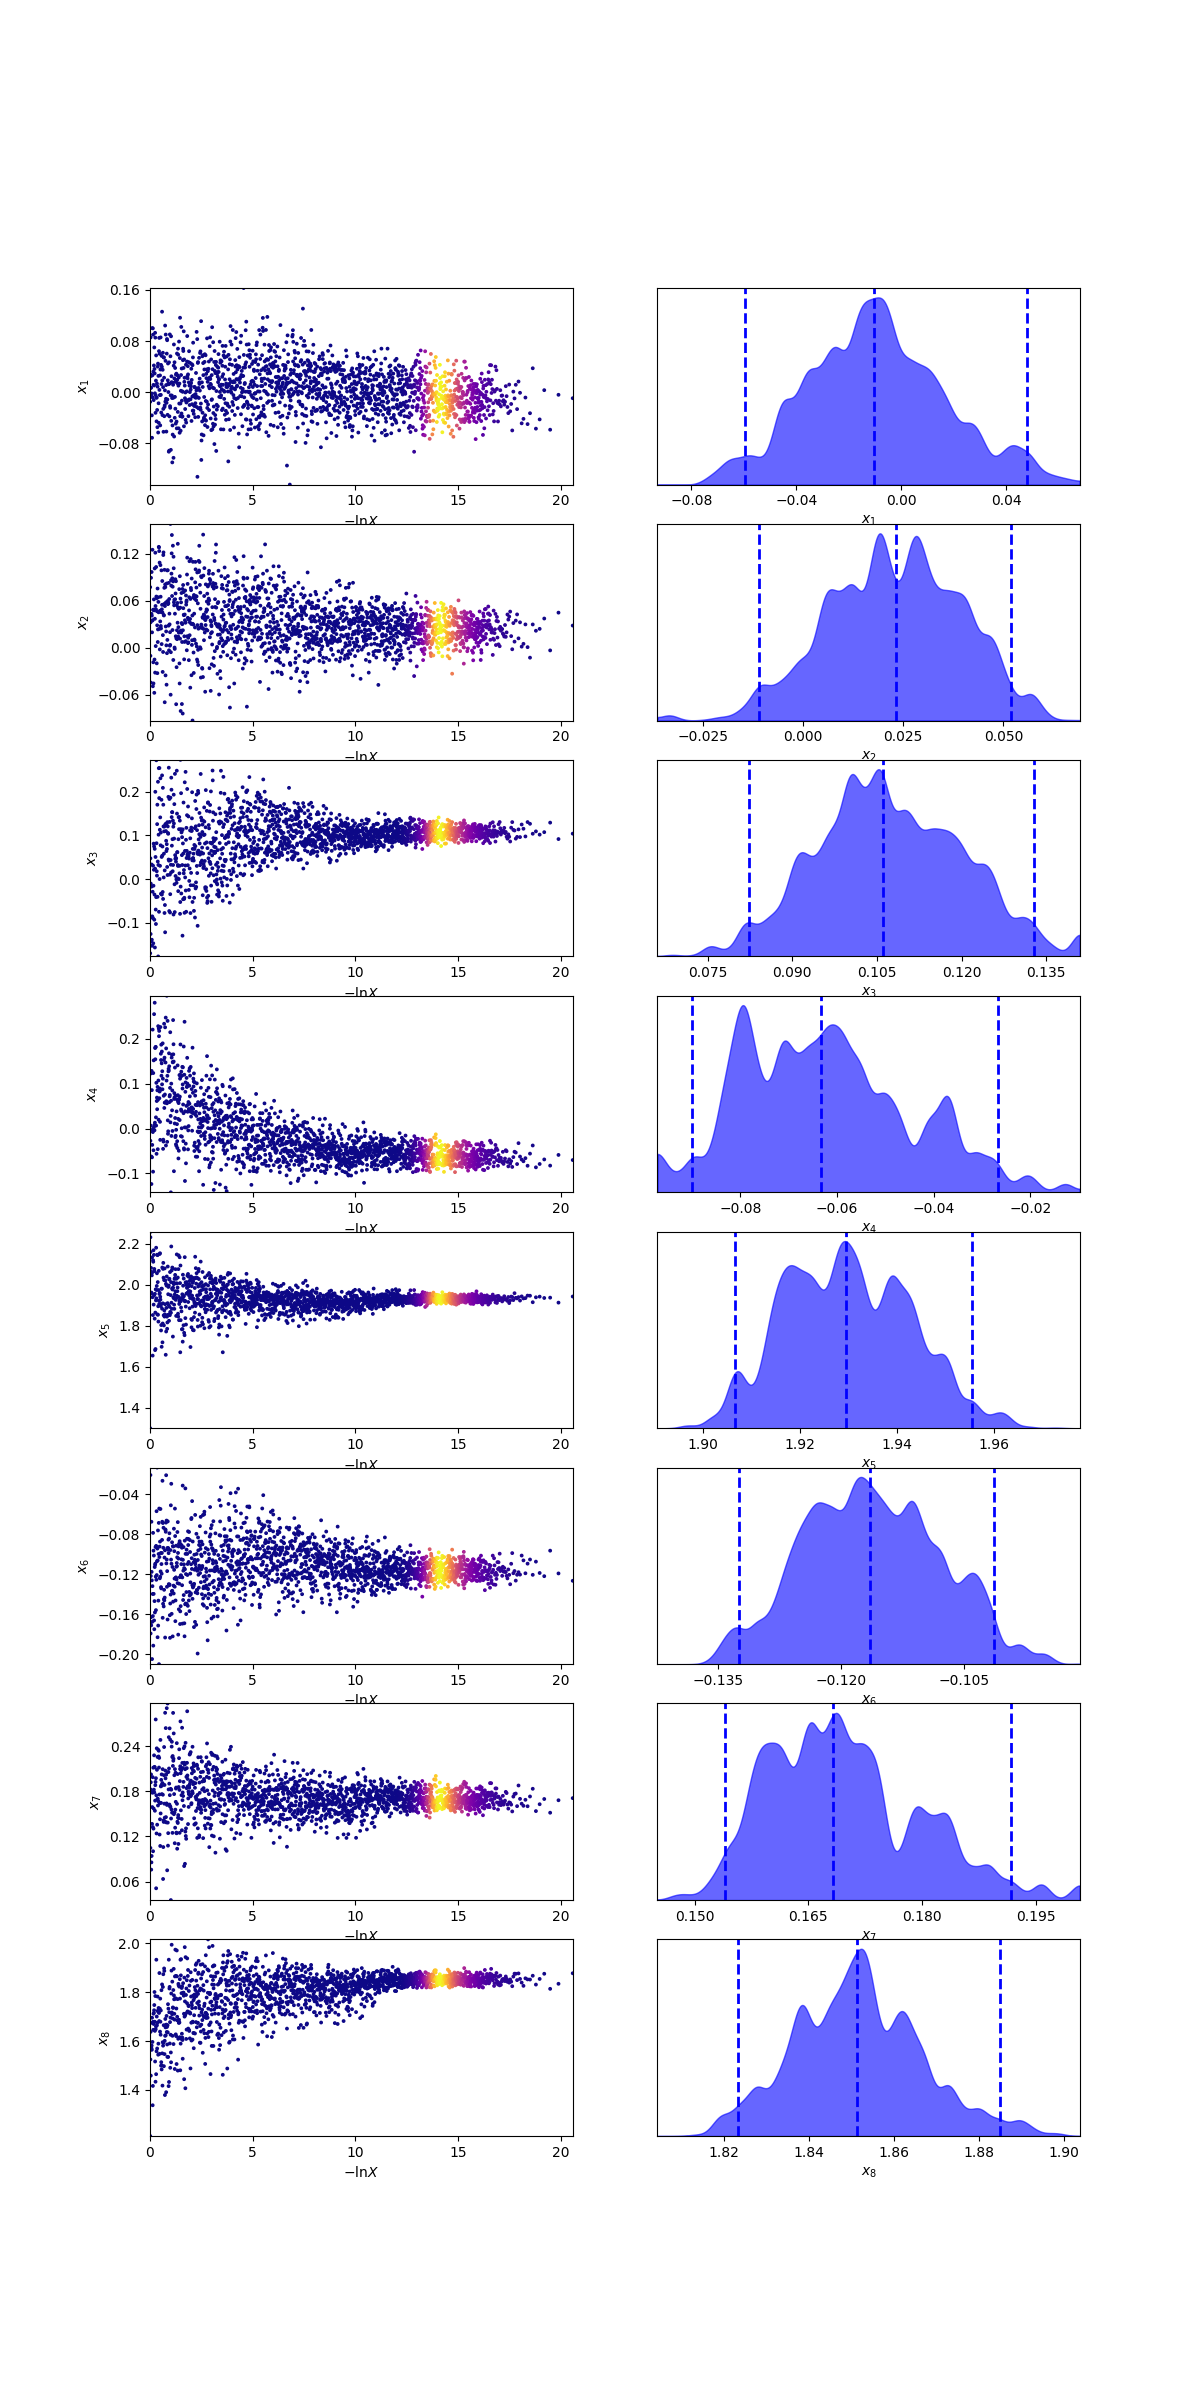 0.16
0.08
0.00
−0.08
x₁
0 5 10 15 20
−lnX
−0.08 −0.04 0.00 0.04
x₁
0.12
0.06
0.00
−0.06
x₂
0 5 10 15 20
−lnX
−0.025 0.000 0.025 0.050
x₂
0.2
0.1
0.0
−0.1
x₃
0 5 10 15 20
−lnX
0.075 0.090 0.105 0.120 0.135
x₃
0.2
0.1
0.0
−0.1
x₄
0 5 10 15 20
−lnX
−0.08 −0.06 −0.04 −0.02
x₄
2.2
2.0
1.8
1.6
1.4
x₅
0 5 10 15 20
−lnX
1.90 1.92 1.94 1.96
x₅
−0.04
−0.08
−0.12
−0.16
−0.20
x₆
0 5 10 15 20
−lnX
−0.135 −0.120 −0.105
x₆
0.24
0.18
0.12
0.06
x₇
0 5 10 15 20
−lnX
0.150 0.165 0.180 0.195
x₇
2.0
1.8
1.6
1.4
x₈
0 5 10 15 20
−lnX
1.82 1.84 1.86 1.88 1.90
x₈